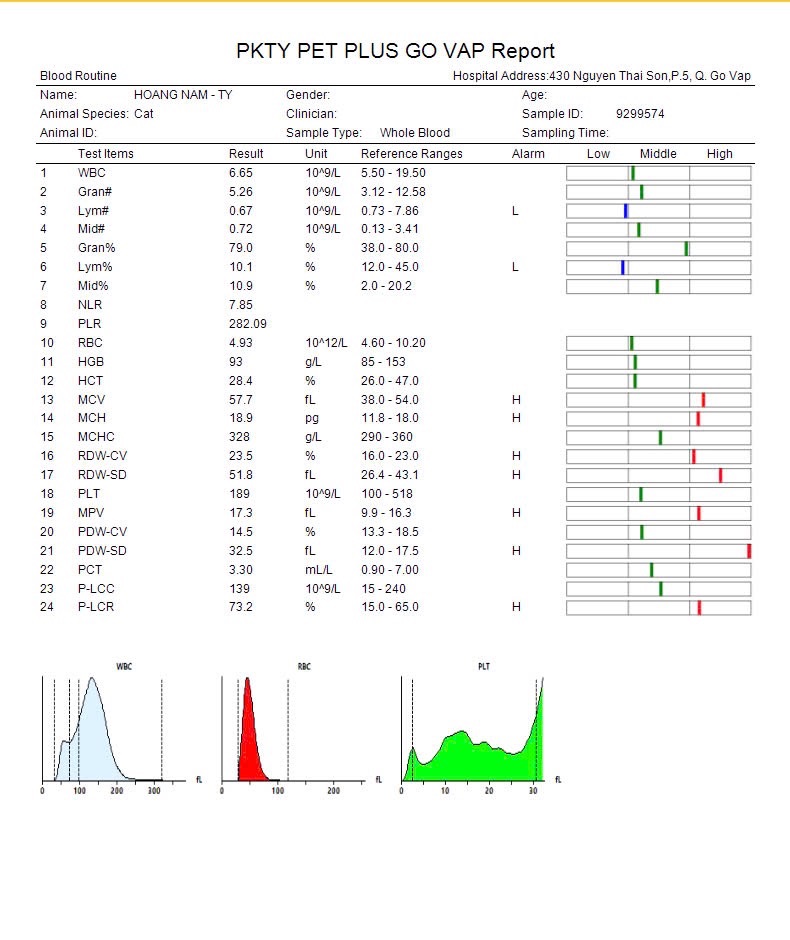 PKTY PET PLUS GO VAP Report
Blood Routine Hospital Address:430 Nguyen Thai Son,P.5, Q. Go Vap
Name: HOANG NAM - TY Gender: Age:
Animal Species: Cat Clinician: Sample ID: 9299574
Animal ID: Sample Type: Whole Blood Sampling Time:
Test Items Result Unit Reference Ranges Alarm Low Middle High
1 WBC 6.65 10^9/L 5.50 - 19.50
2 Gran# 5.26 10^9/L 3.12 - 12.58
3 Lym# 0.67 10^9/L 0.73 - 7.86 L
4 Mid# 0.72 10^9/L 0.13 - 3.41
5 Gran% 79.0 % 38.0 - 80.0
6 Lym% 10.1 % 12.0 - 45.0 L
7 Mid% 10.9 % 2.0 - 20.2
8 NLR 7.85
9 PLR 282.09
10 RBC 4.93 10^12/L 4.60 - 10.20
11 HGB 93 g/L 85 - 153
12 HCT 28.4 % 26.0 - 47.0
13 MCV 57.7 fL 38.0 - 54.0 H
14 MCH 18.9 pg 11.8 - 18.0 H
15 MCHC 328 g/L 290 - 360
16 RDW-CV 23.5 % 16.0 - 23.0 H
17 RDW-SD 51.8 fL 26.4 - 43.1 H
18 PLT 189 10^9/L 100 - 518
19 MPV 17.3 fL 9.9 - 16.3 H
20 PDW-CV 14.5 % 13.3 - 18.5
21 PDW-SD 32.5 fL 12.0 - 17.5 H
22 PCT 3.30 mL/L 0.90 - 7.00
23 P-LCC 139 10^9/L 15 - 240
24 P-LCR 73.2 % 15.0 - 65.0 H
WBC RBC PLT
fL fL fL
0 100 200 300 0 100 200 0 10 20 30